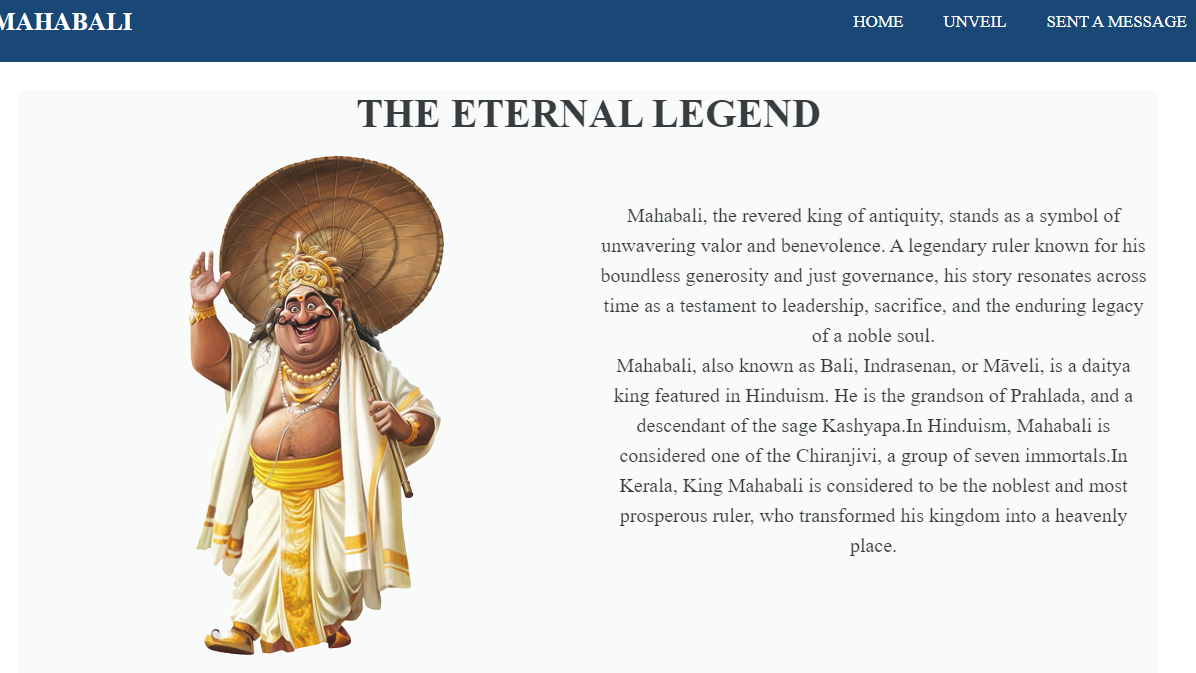 MAHABALI
HOME
UNVEIL
SENT A MESSAGE
THE ETERNAL LEGEND
Mahabali, the revered king of antiquity, stands as a symbol of
unwavering valor and benevolence. A legendary ruler known for his
boundless generosity and just governance, his story resonates across
time as a testament to leadership, sacrifice, and the enduring legacy
of a noble soul.
Mahabali, also known as Bali, Indrasenan, or Māveli, is a daitya
king featured in Hinduism. He is the grandson of Prahlada, and a
descendant of the sage Kashyapa.In Hinduism, Mahabali is
considered one of the Chiranjivi, a group of seven immortals.In
Kerala, King Mahabali is considered to be the noblest and most
prosperous ruler, who transformed his kingdom into a heavenly
place.